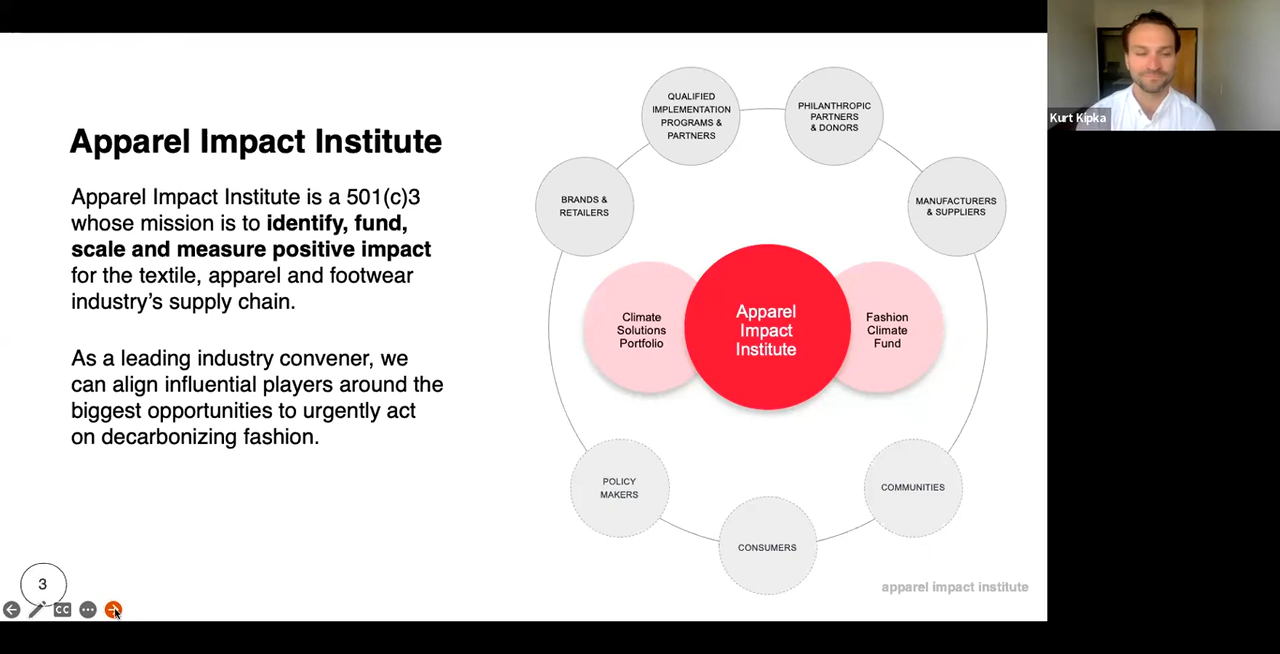 Apparel Impact Institute
Apparel Impact Institute is a 501(c)3
whose mission is to identify, fund,
scale and measure positive impact
for the textile, apparel and footwear
industry's supply chain.
As a leading industry convener, we
can align influential players around the
biggest opportunities to urgently act
on decarbonizing fashion.
QUALIFIED
IMPLEMENTATION
PROGRAMS &
PARTNERS
PHILANTHROPIC
PARTNERS
& DONORS
BRANDS &
RETAILERS
MANUFACTURERS
& SUPPLIERS
Climate
Solutions
Portfolio
Apparel
Impact
Institute
Fashion
Climate
Fund
POLICY
MAKERS
CONSUMERS
COMMUNITIES
3
CC
apparel impact institute
Kurt Kipka